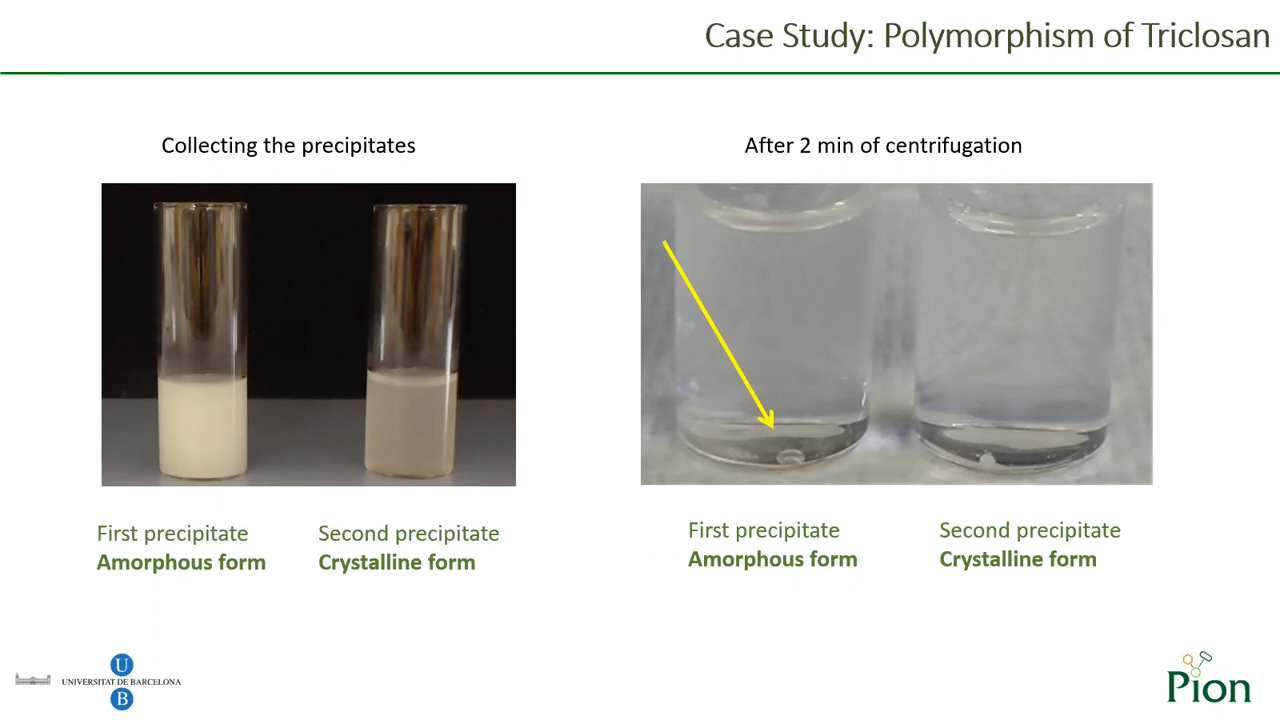 Case Study: Polymorphism of Triclosan
Collecting the precipitates
After 2 min of centrifugation
First precipitate
Amorphous form
Second precipitate
Crystalline form
First precipitate
Amorphous form
Second precipitate
Crystalline form
U
UNIVERSITAT DE BARCELONA
B
Pion